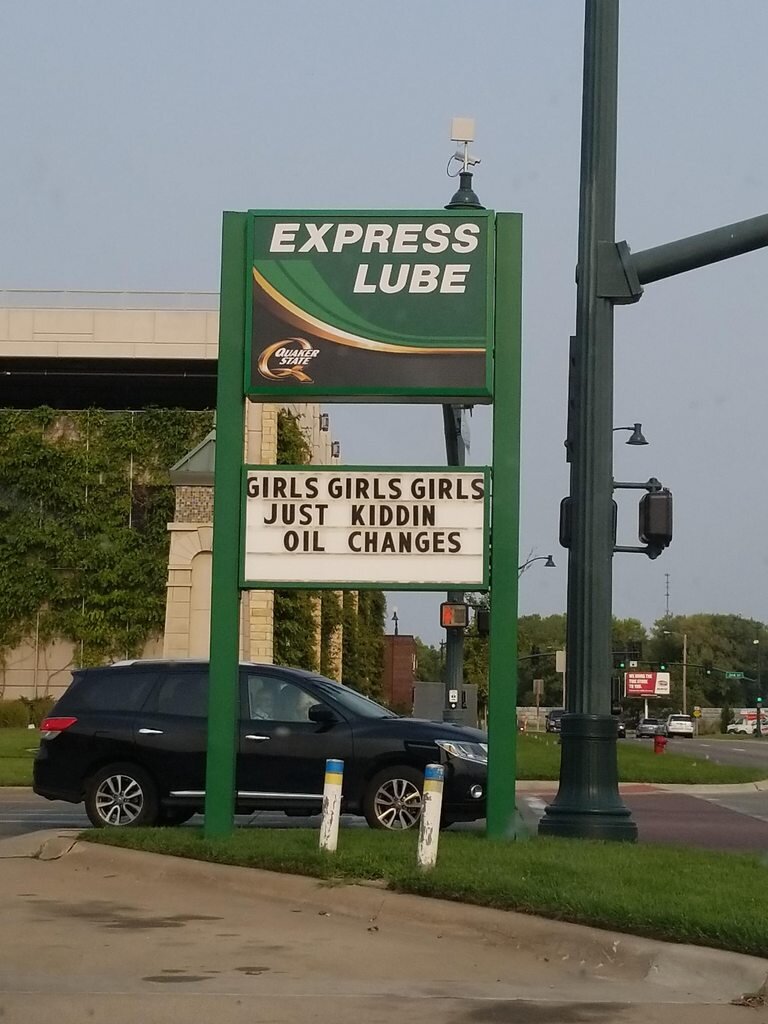 EXPRESS
LUBE
QUAKER
STATE
GIRLS GIRLS GIRLS
JUST KIDDIN
OIL CHANGES